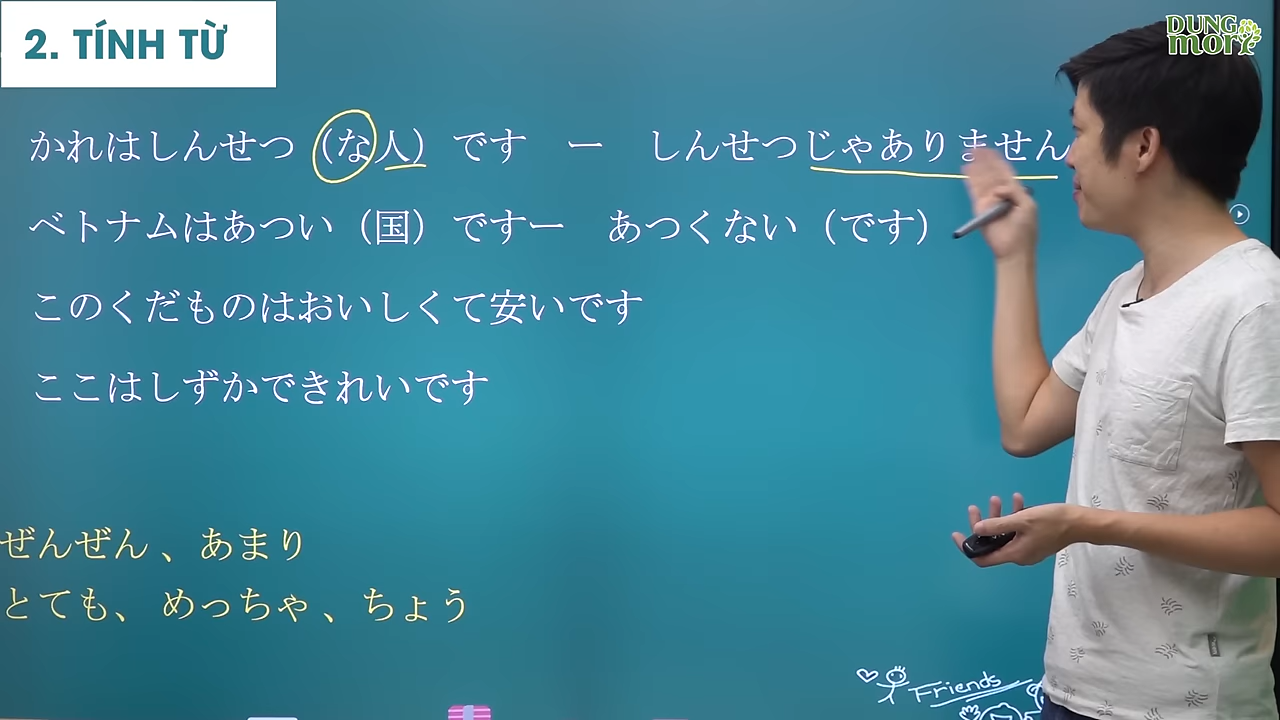 2. TÍNH TỪ
DUNG
mori
かれはしんせつ（な人）です ー しんせつじゃありません
ベトナムはあつい（国）ですー あつくない（です）
このくだものはおいしくて安いです
ここはしずかできれいです
ぜんぜん、あまり
とても、めっちゃ、ちょう
Friends